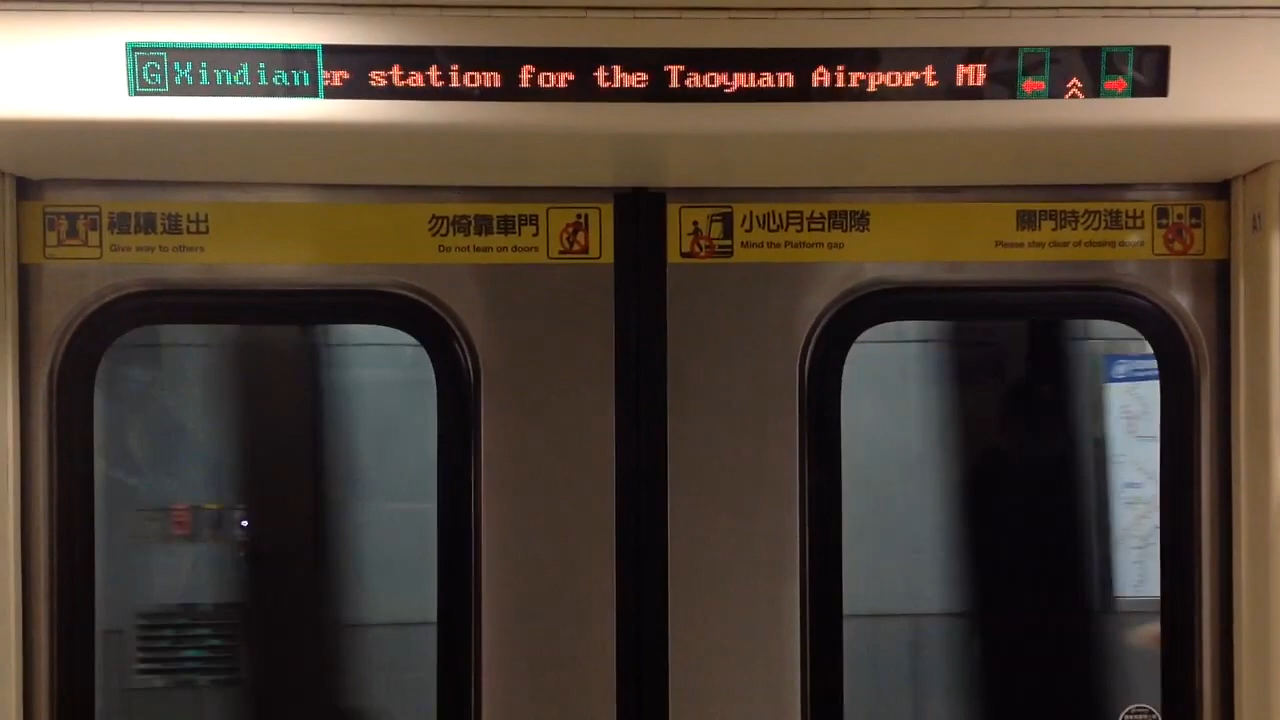 G Xindian
er station for the Taoyuan Airport M
禮讓進出
Give way to others
勿倚靠車門
Do not lean on doors
小心月台間隙
Mind the Platform gap
關門時勿進出
Please stay clear of closing doors
A1